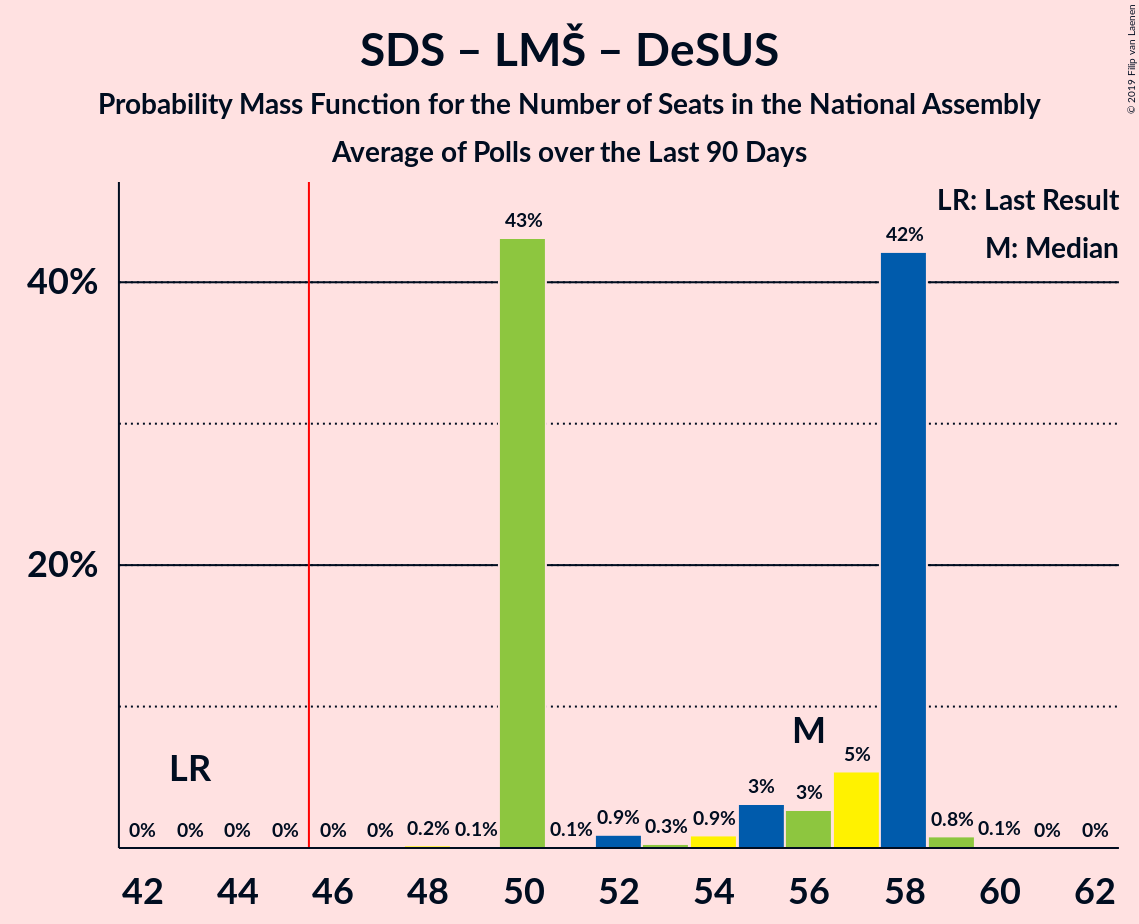 SDS – LMŠ – DeSUS
Probability Mass Function for the Number of Seats in the National Assembly
Average of Polls over the Last 90 Days
© 2019 Filip van Laenen
LR: Last Result
M: Median
40%
20%
43%
42%
LR
M
0% 0% 0% 0% 0% 0% 0.2% 0.1% 0.1% 0.9% 0.3% 0.9% 3% 3% 5% 0.8% 0.1% 0% 0%
42 44 46 48 50 52 54 56 58 60 62